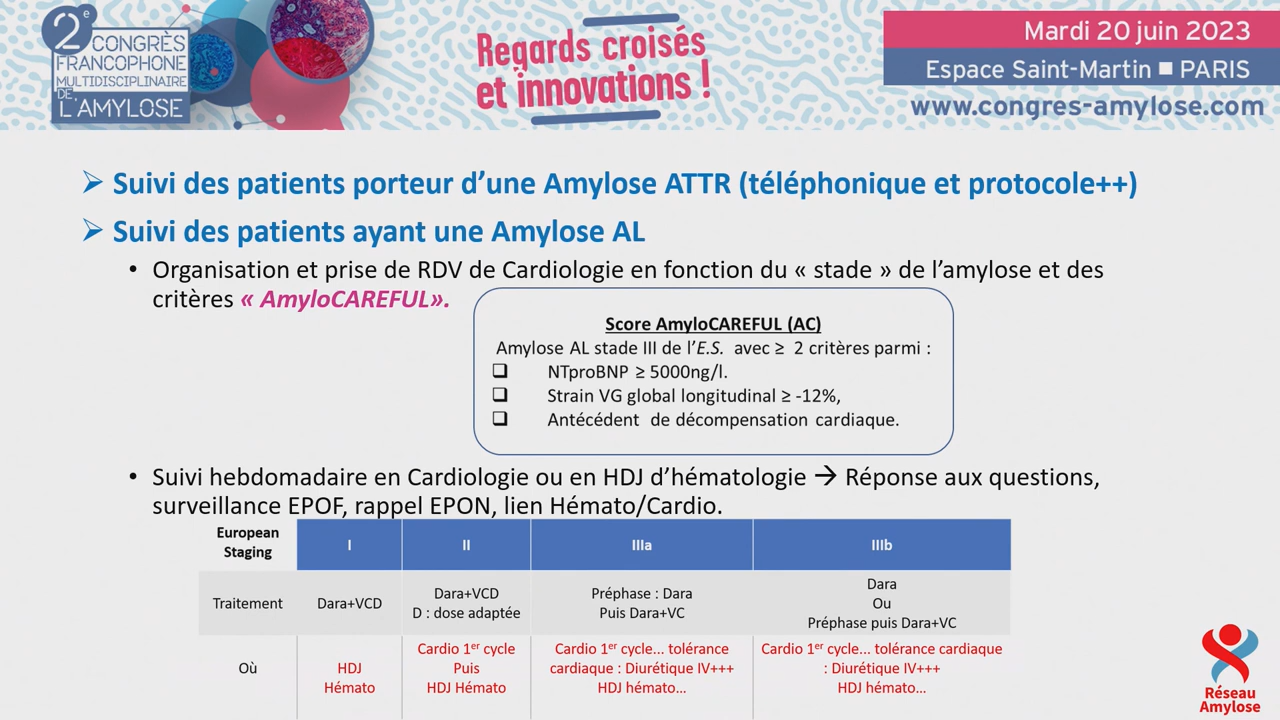 2e CONGRÈS
FRANCOPHONE
MULTIDISCIPLINAIRE
DE
L'AMYLOSE
Regards croisés
et innovations !
Mardi 20 juin 2023
Espace Saint-Martin ■ PARIS
www.congres-amylose.com
➢ Suivi des patients porteur d'une Amylose ATTR (téléphonique et protocole++)
➢ Suivi des patients ayant une Amylose AL
• Organisation et prise de RDV de Cardiologie en fonction du « stade » de l'amylose et des
critères « AmyloCAREFUL».
Score AmyloCAREFUL (AC)
Amylose AL stade III de l'E.S. avec ≥ 2 critères parmi :
❑ NTproBNP ≥ 5000ng/l.
❑ Strain VG global longitudinal ≥ -12%,
❑ Antécédent de décompensation cardiaque.
• Suivi hebdomadaire en Cardiologie ou en HDJ d'hématologie → Réponse aux questions,
surveillance EPOF, rappel EPON, lien Hémato/Cardio.
European
Staging
I
II
IIIa
IIIb
Traitement
Dara+VCD
Dara+VCD
D : dose adaptée
Préphase : Dara
Puis Dara+VC
Dara
Ou
Préphase puis Dara+VC
Où
HDJ
Hémato
Cardio 1er cycle
Puis
HDJ Hémato
Cardio 1er cycle... tolérance
cardiaque : Diurétique IV+++
HDJ hémato...
Cardio 1er cycle... tolérance cardiaque
: Diurétique IV+++
HDJ hémato...
Réseau
Amylose